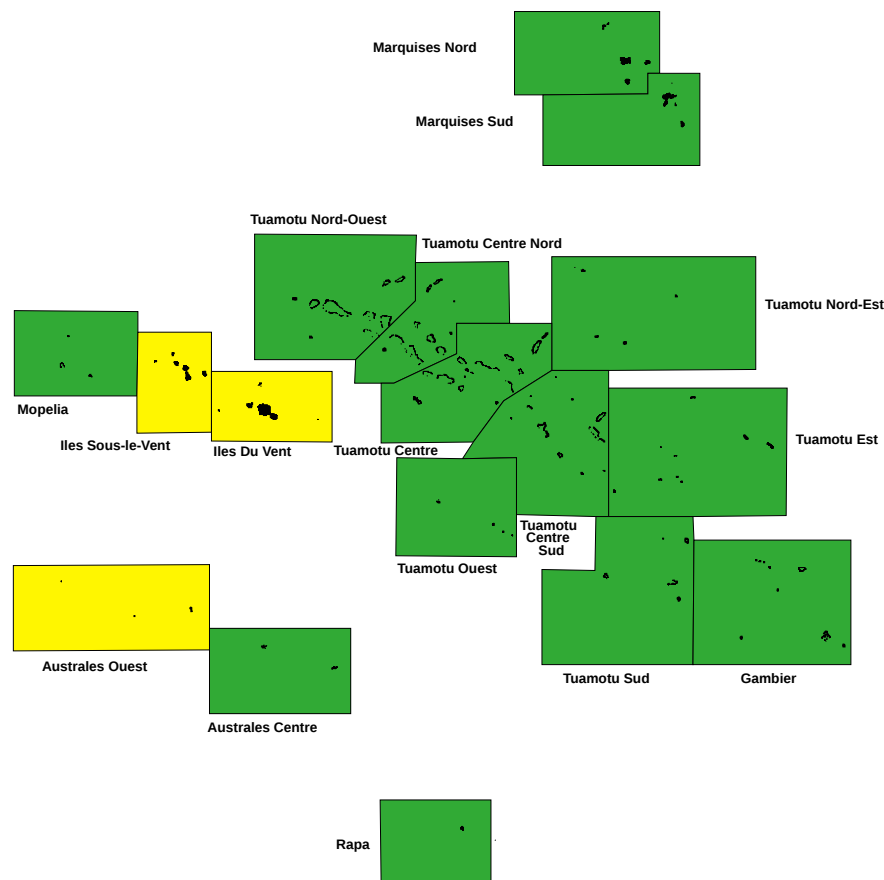 Marquises Nord
Marquises Sud
Tuamotu Nord-Ouest
Tuamotu Centre Nord
Tuamotu Nord-Est
Mopelia
Iles Sous-le-Vent
Iles Du Vent
Tuamotu Centre
Tuamotu Est
Tuamotu
Centre
Sud
Tuamotu Ouest
Australes Ouest
Tuamotu Sud
Gambier
Australes Centre
Rapa